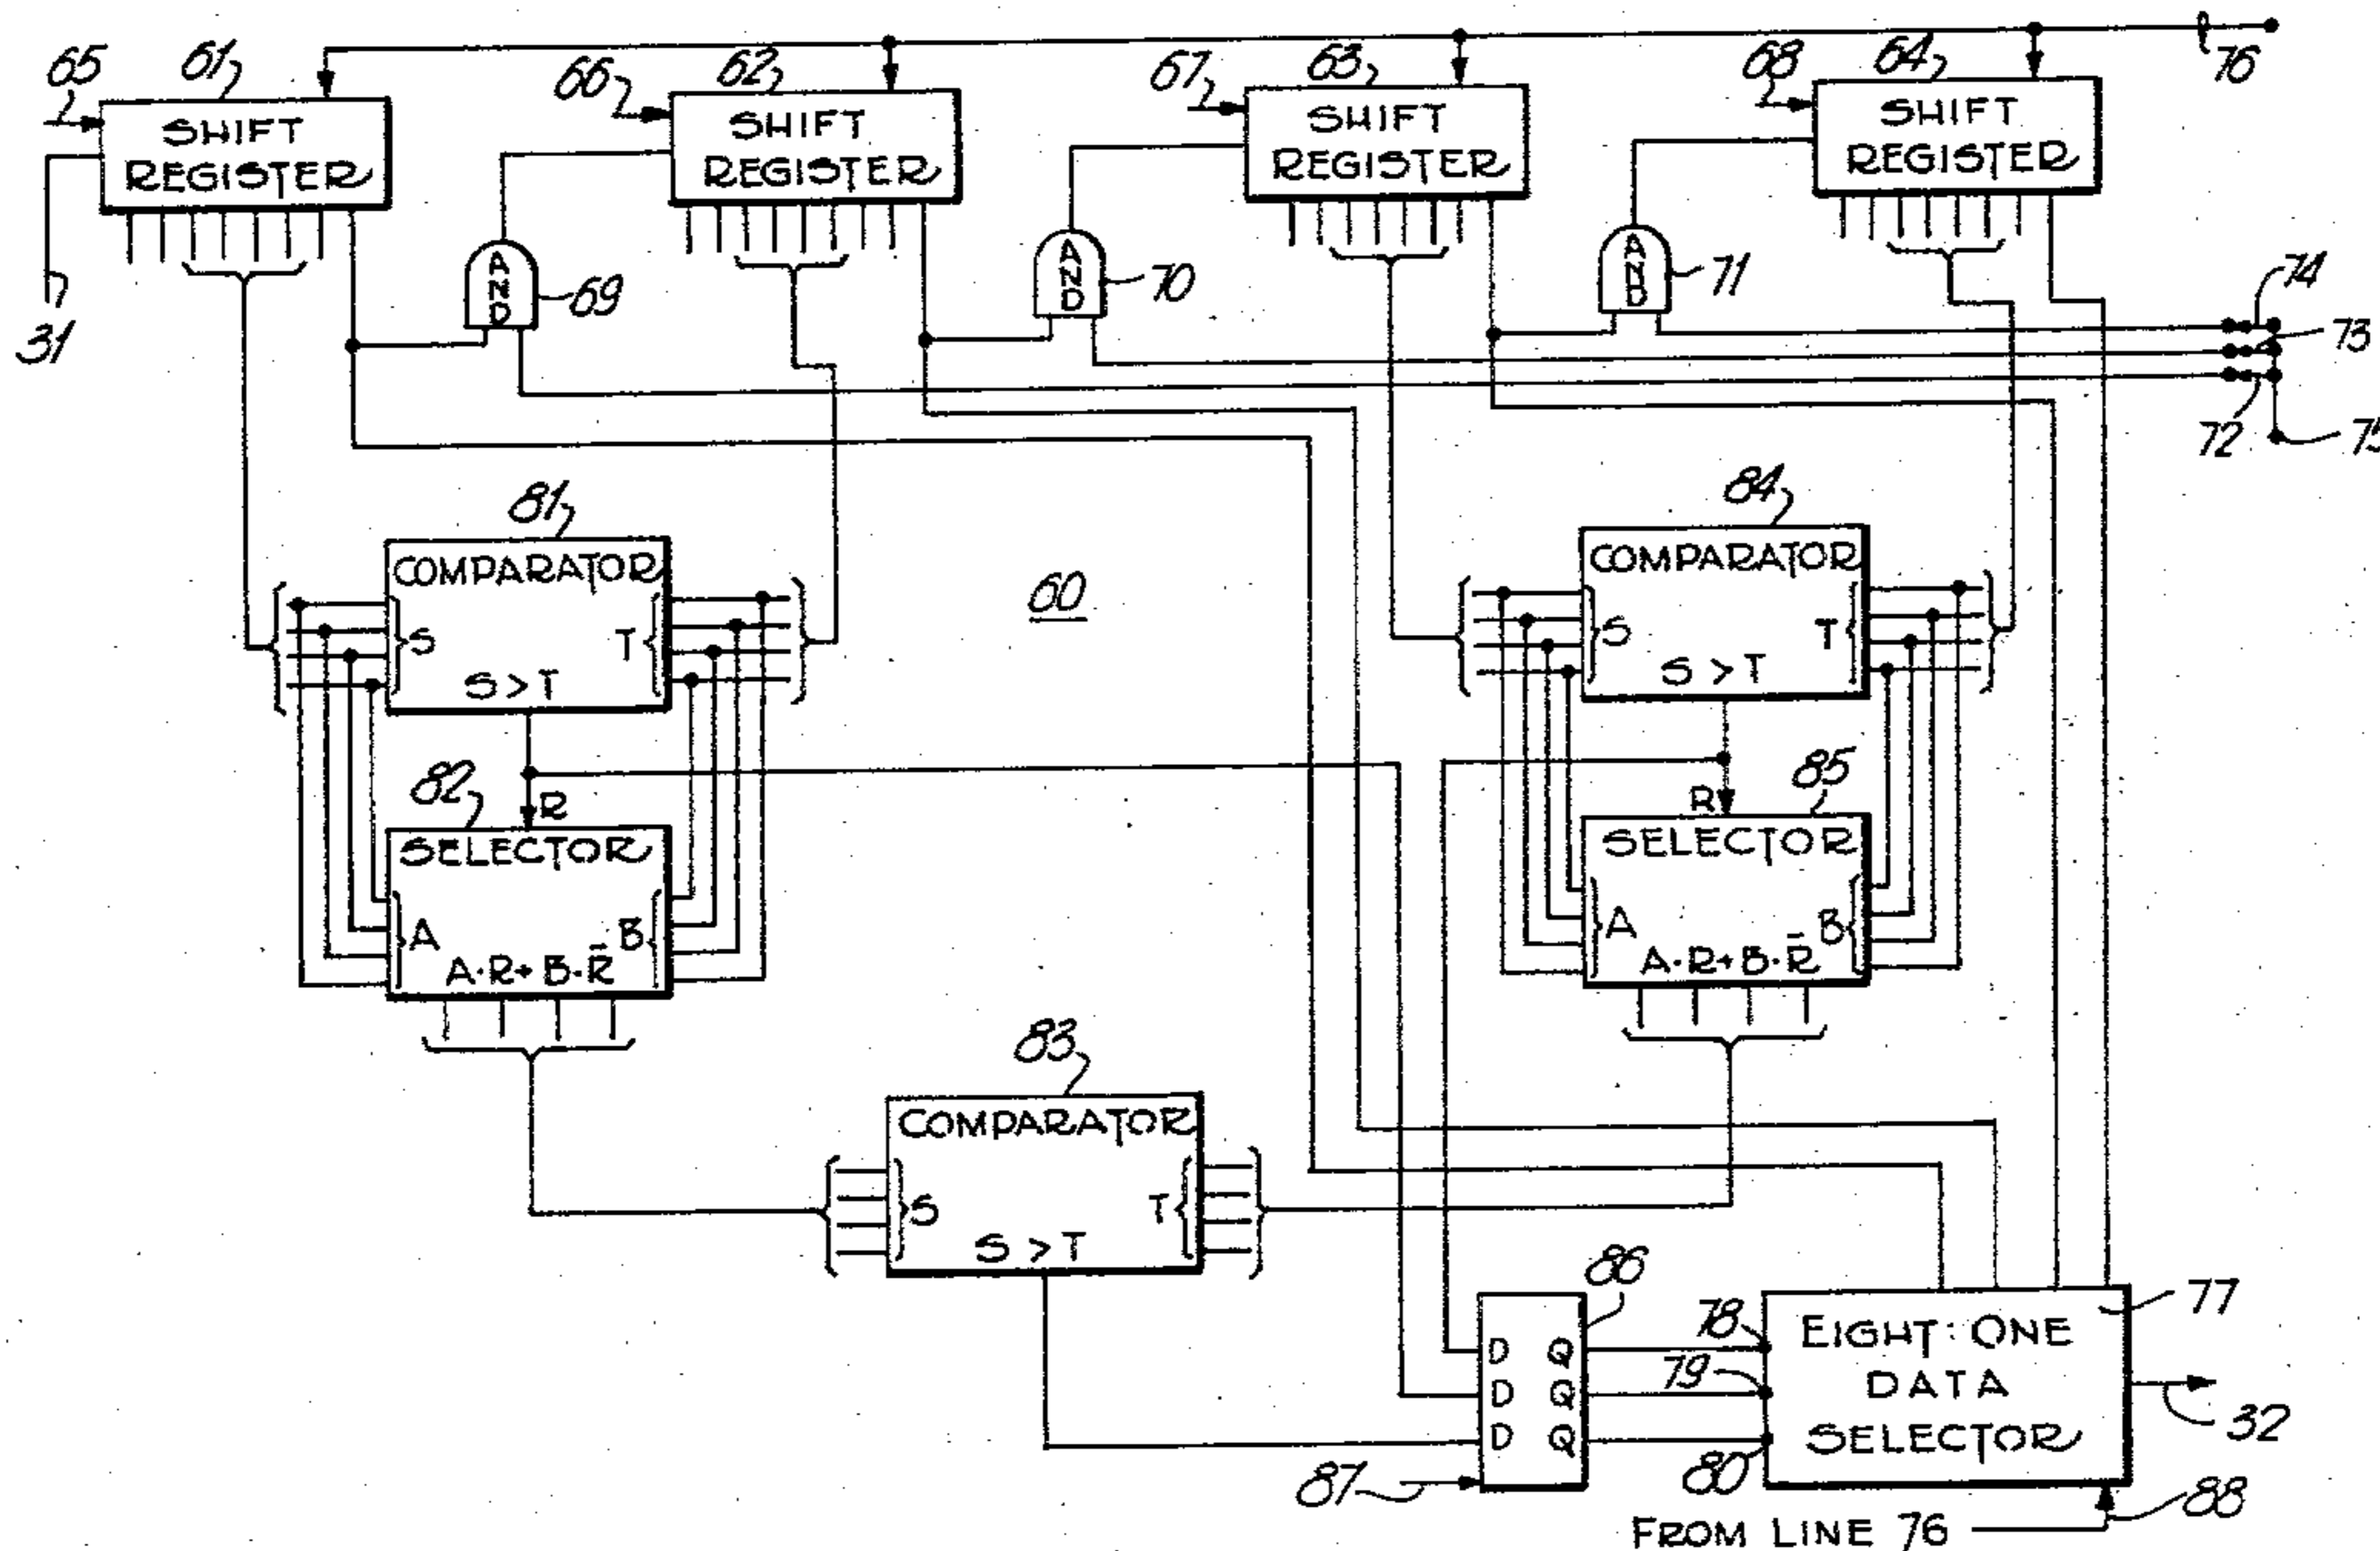 65
61
66
62
67
63
68
64
76
SHIFT
REGISTER
SHIFT
REGISTER
SHIFT
REGISTER
SHIFT
REGISTER
31
AND
69
AND
70
AND
71
74
73
72
75
81
COMPARATOR
S
T
S > T
60
84
COMPARATOR
S
T
S > T
82
R
SELECTOR
A
B
A·R+B·R̄
85
R
SELECTOR
A
B
A·R+B·R̄
83
COMPARATOR
S
T
S > T
86
D Q
D Q
D Q
87
78
79
80
77
EIGHT:ONE
DATA
SELECTOR
32
88
FROM LINE 76